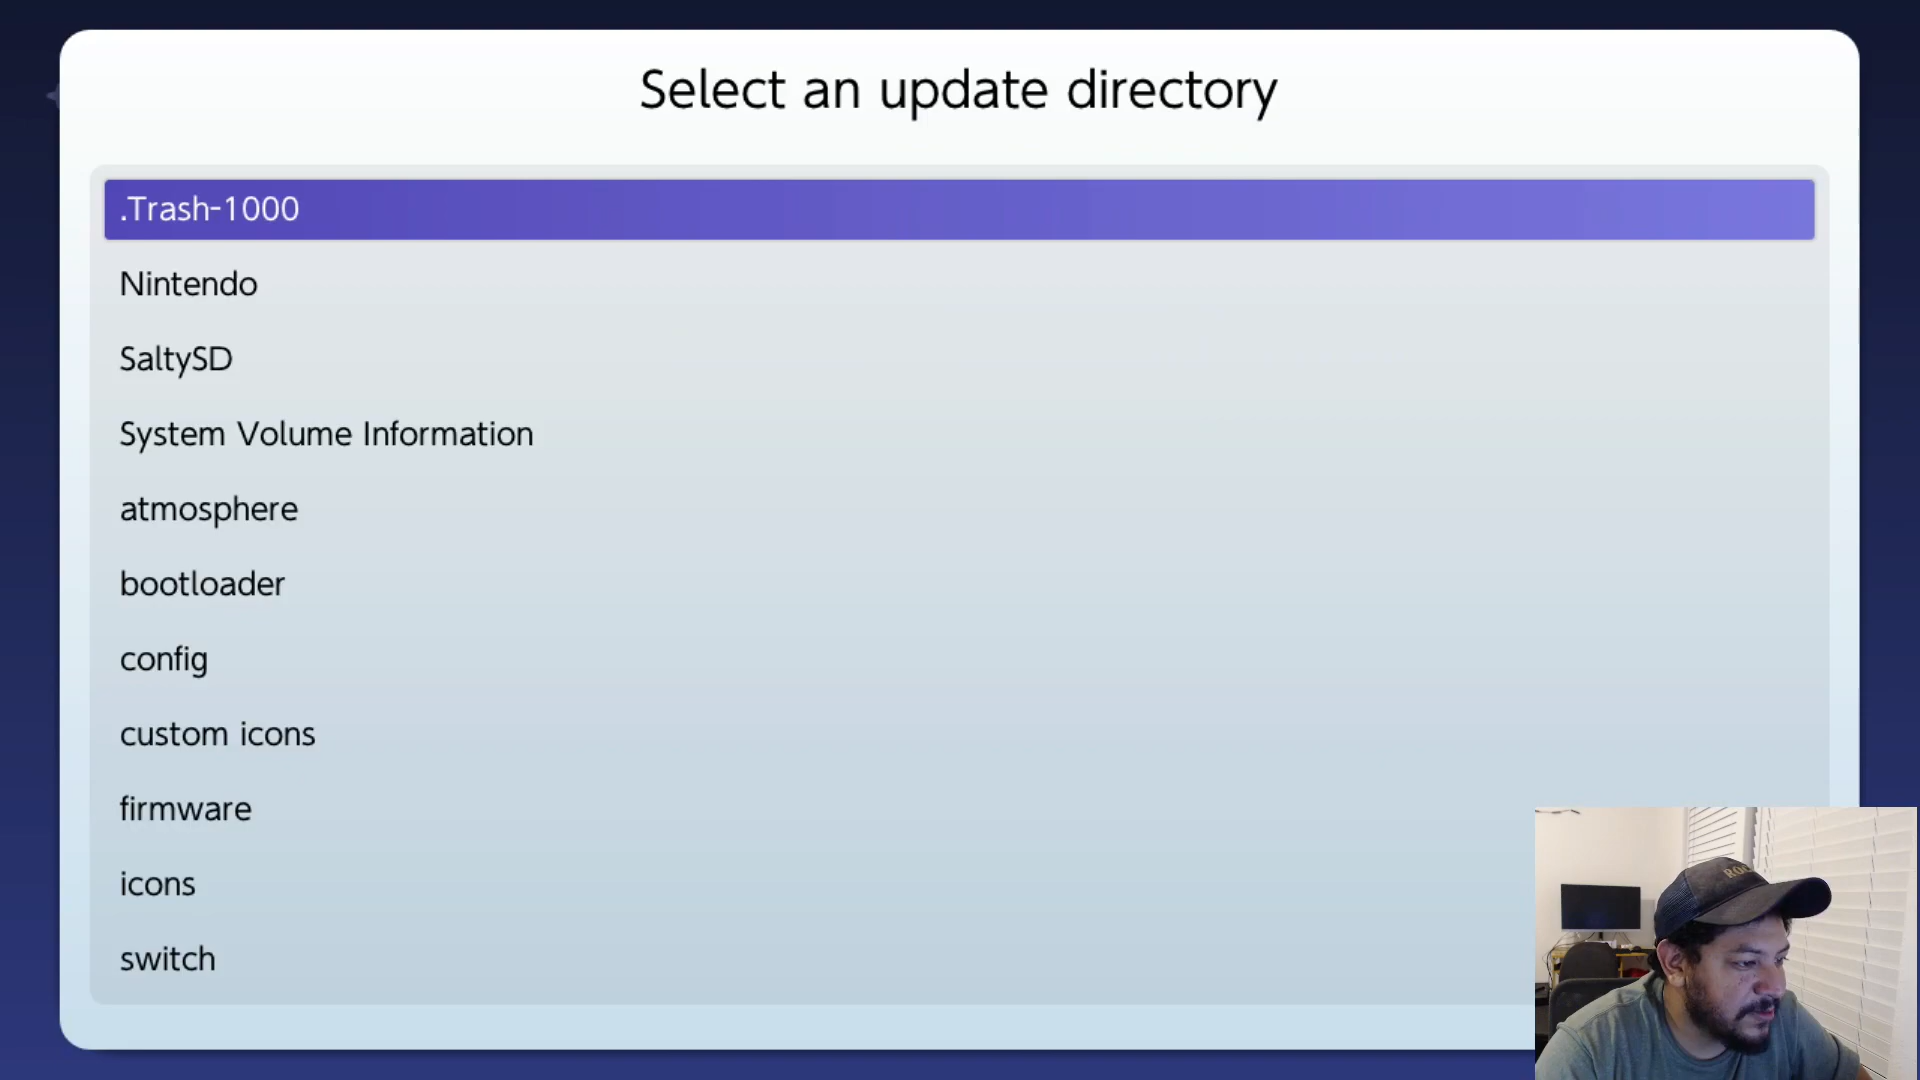 Select an update directory
.Trash-1000
Nintendo
SaltySD
System Volume Information
atmosphere
bootloader
config
custom icons
firmware
icons
switch